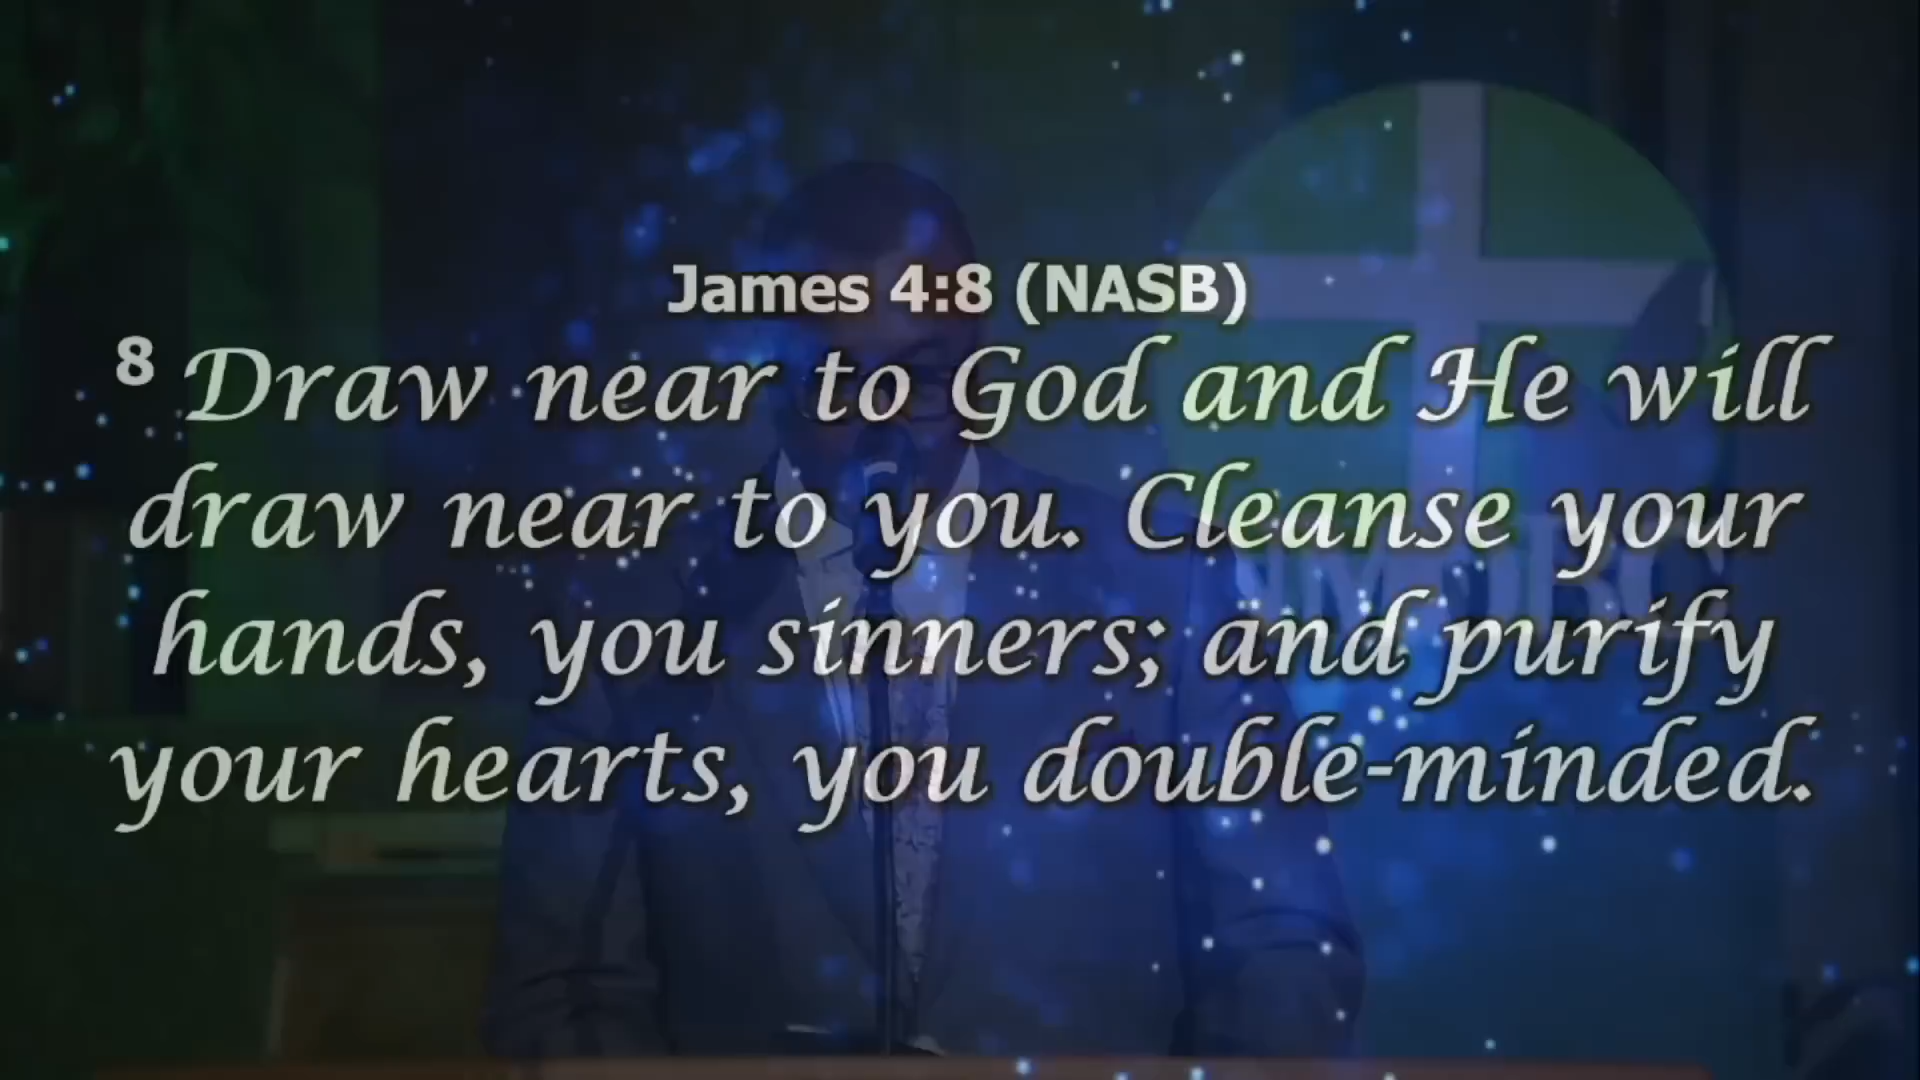 James 4:8 (NASB)
8 Draw near to God and He will
draw near to you. Cleanse your
hands, you sinners; and purify
your hearts, you double-minded.